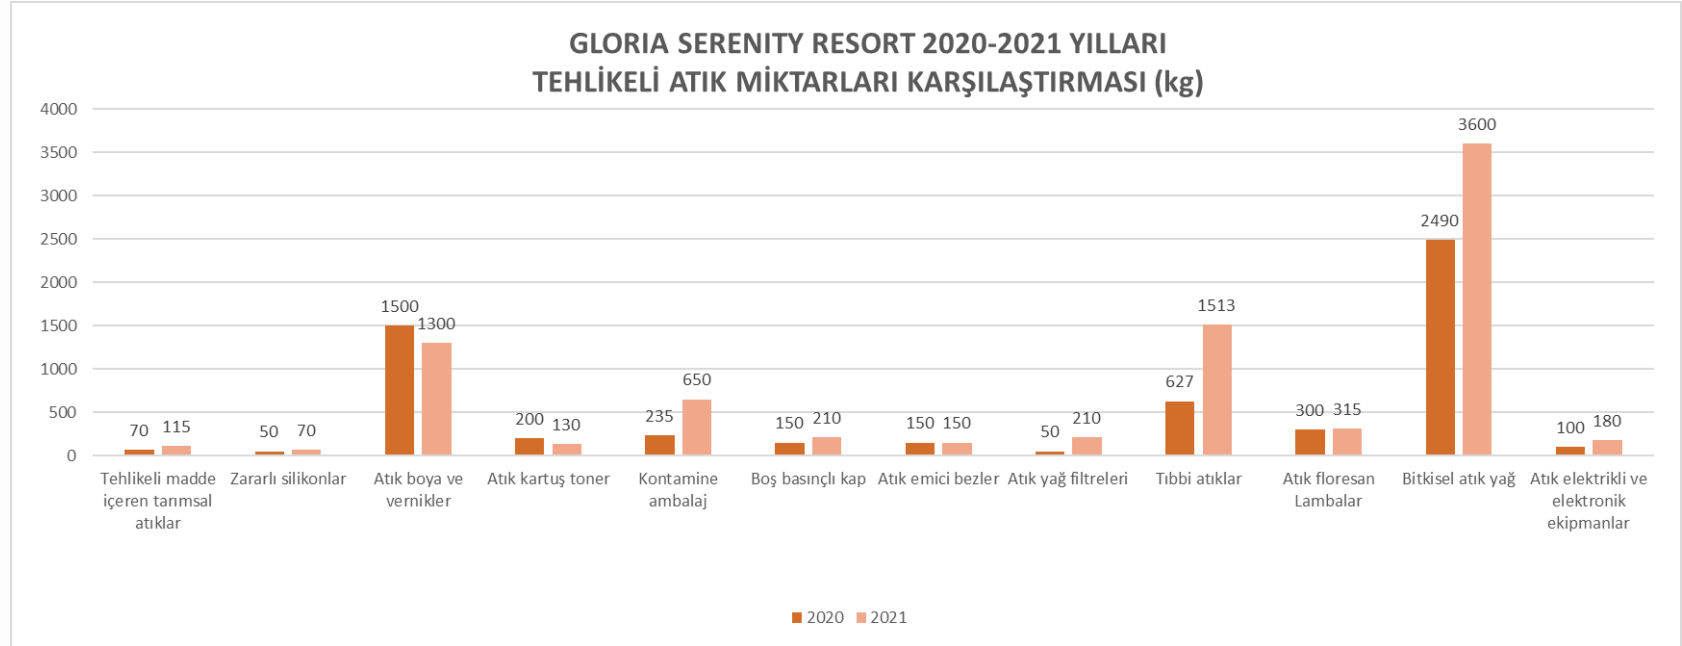 GLORIA SERENITY RESORT 2020-2021 YILLARI
TEHLİKELİ ATIK MİKTARLARI KARŞILAŞTIRMASI (kg)
4000
3500
3000
2500
2000
1500
1000
500
0
70 115
50 70
1500 1300
200 130
235 650
150 210
150 150
50 210
627 1513
300 315
2490 3600
100 180
Tehlikeli madde
içeren tarımsal
atıklar
Zararlı silikonlar
Atık boya ve
vernikler
Atık kartuş toner
Kontamine
ambalaj
Boş basınçlı kap
Atık emici bezler
Atık yağ filtreleri
Tıbbi atıklar
Atık floresan
Lambalar
Bitkisel atık yağ
Atık elektrikli ve
elektronik
ekipmanlar
2020 2021